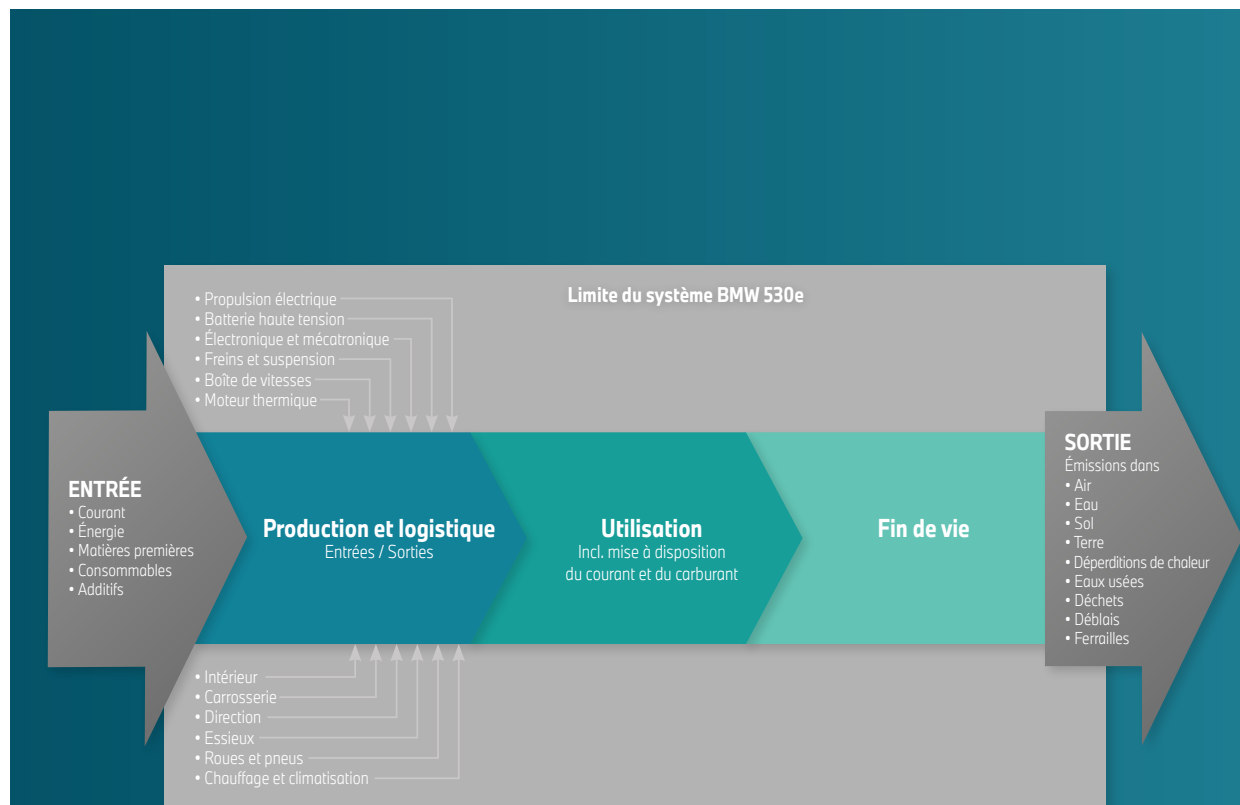 Limite du système BMW 530e
• Propulsion électrique
• Batterie haute tension
• Électronique et mécatronique
• Freins et suspension
• Boîte de vitesses
• Moteur thermique
ENTRÉE
• Courant
• Énergie
• Matières premières
• Consommables
• Additifs
Production et logistique
Entrées / Sorties
Utilisation
Incl. mise à disposition
du courant et du carburant
Fin de vie
SORTIE
Émissions dans
• Air
• Eau
• Sol
• Terre
• Déperditions de chaleur
• Eaux usées
• Déchets
• Déblais
• Ferrailles
• Intérieur
• Carrosserie
• Direction
• Essieux
• Roues et pneus
• Chauffage et climatisation